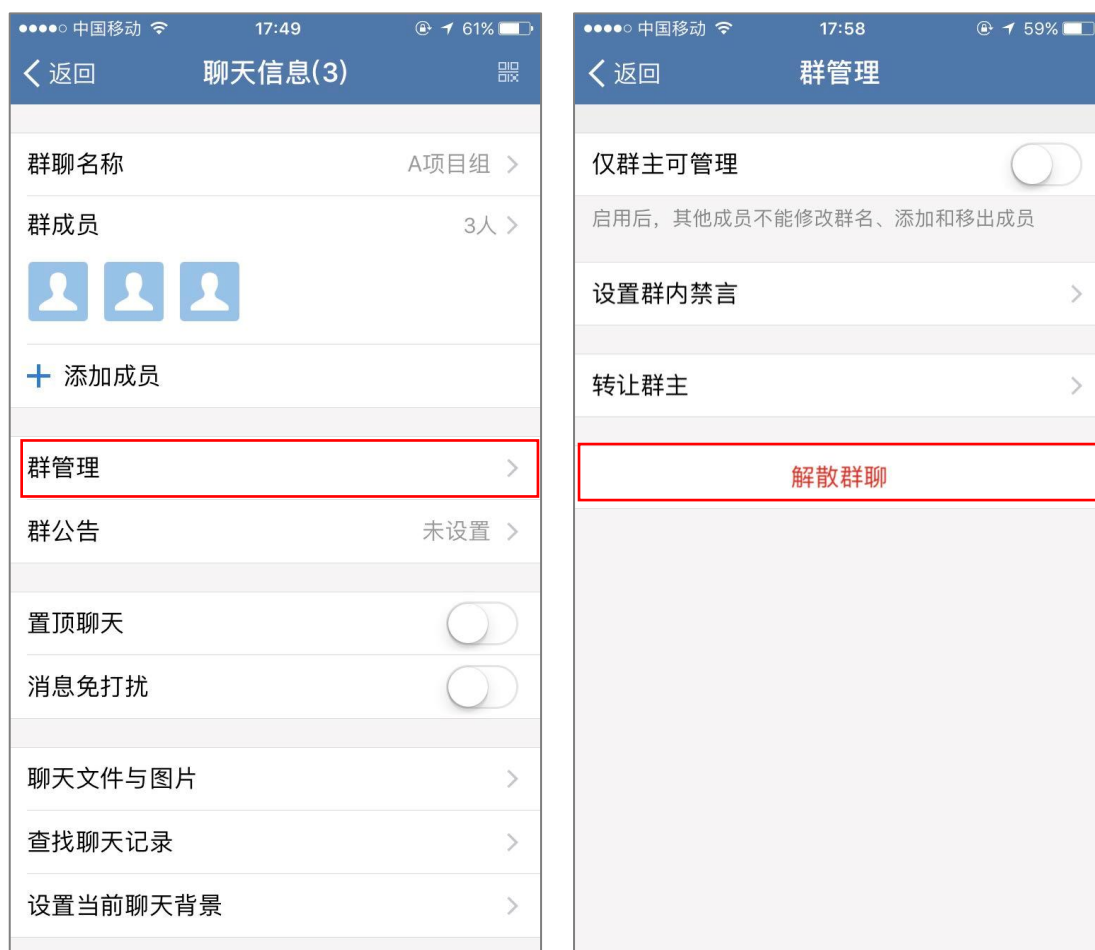 中国移动 17:49 61%
返回 聊天信息(3)
群聊名称 A项目组
群成员 3人
添加成员
群管理
群公告 未设置
置顶聊天
消息免打扰
聊天文件与图片
查找聊天记录
设置当前聊天背景
中国移动 17:58 59%
返回 群管理
仅群主可管理
启用后，其他成员不能修改群名、添加和移出成员
设置群内禁言
转让群主
解散群聊